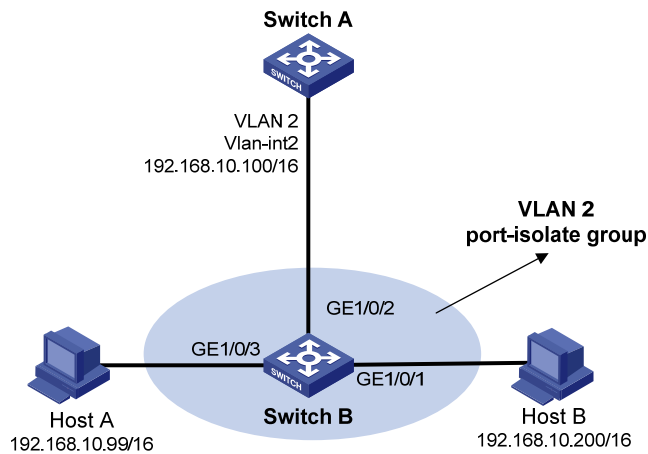 Switch A
SWITCH
VLAN 2
Vlan-int2
192.168.10.100/16
VLAN 2
port-isolate group
GE1/0/2
GE1/0/3
SWITCH
GE1/0/1
Host A
192.168.10.99/16
Switch B
Host B
192.168.10.200/16